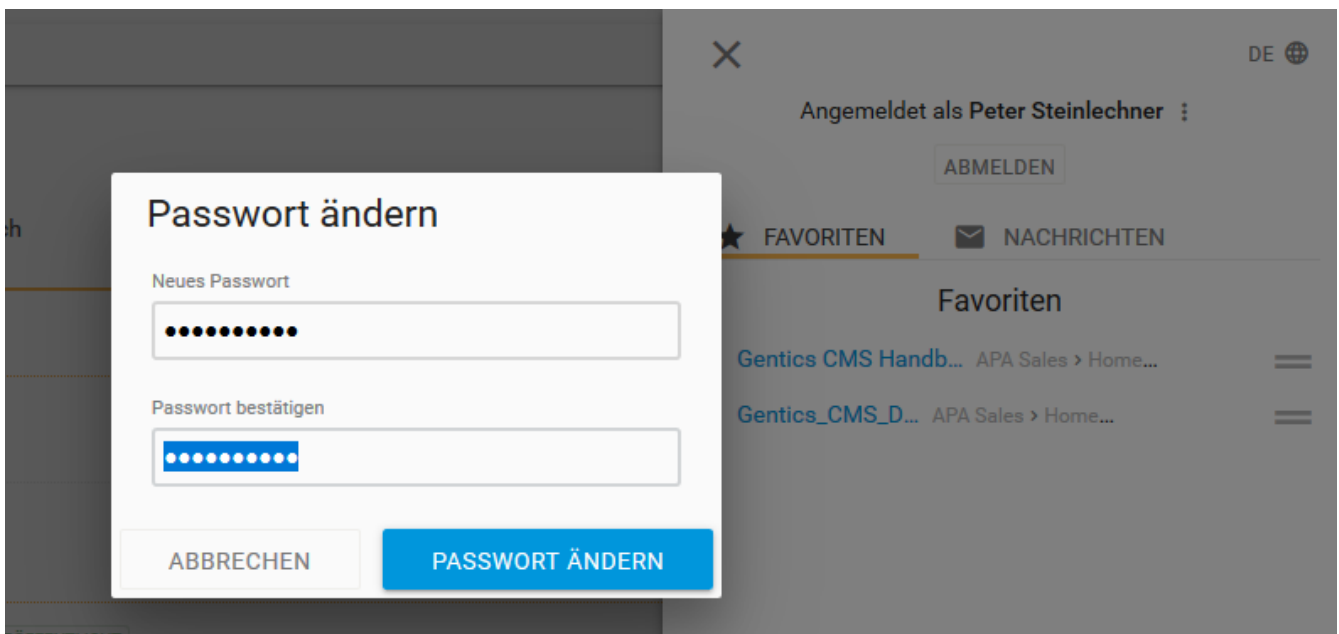 DE
Angemeldet als Peter Steinlechner
ABMELDEN
FAVORITEN NACHRICHTEN
Favoriten
Gentics CMS Handb... APA Sales > Home...
Gentics_CMS_D... APA Sales > Home...
ch
Passwort ändern
Neues Passwort
••••••••••
Passwort bestätigen
••••••••••
ABBRECHEN PASSWORT ÄNDERN